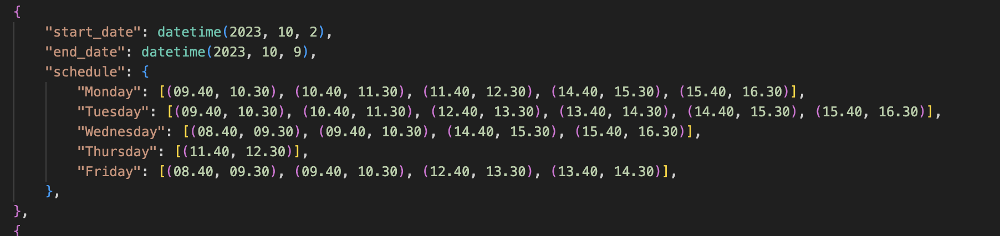 {
"start_date": datetime(2023, 10, 2),
"end_date": datetime(2023, 10, 9),
"schedule": {
"Monday": [(09.40, 10.30), (10.40, 11.30), (11.40, 12.30), (14.40, 15.30), (15.40, 16.30)],
"Tuesday": [(09.40, 10.30), (10.40, 11.30), (12.40, 13.30), (13.40, 14.30), (14.40, 15.30), (15.40, 16.30)],
"Wednesday": [(08.40, 09.30), (09.40, 10.30), (14.40, 15.30), (15.40, 16.30)],
"Thursday": [(11.40, 12.30)],
"Friday": [(08.40, 09.30), (09.40, 10.30), (12.40, 13.30), (13.40, 14.30)],
},
},
{